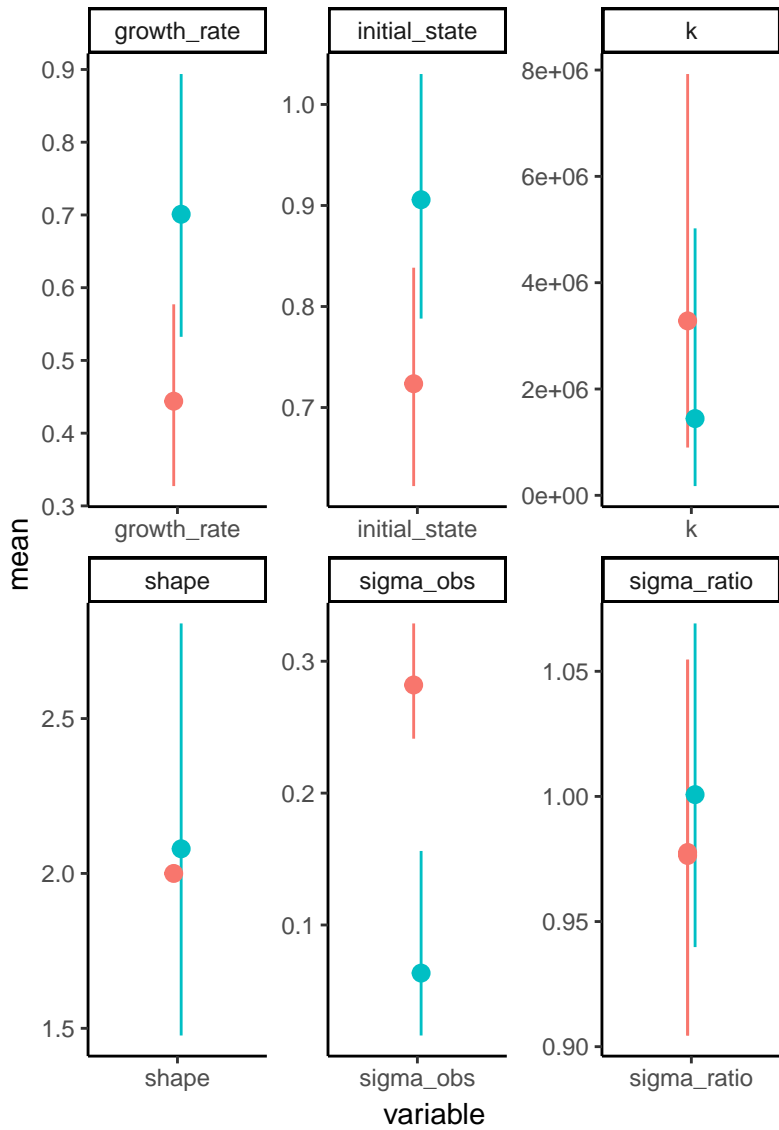 growth_rate
initial_state
k
0.9
0.8
0.7
0.6
0.5
0.4
0.3
1.0
0.9
0.8
0.7
8e+06
6e+06
4e+06
2e+06
0e+00
growth_rate
initial_state
k
mean
shape
sigma_obs
sigma_ratio
2.5
2.0
1.5
0.3
0.2
0.1
1.05
1.00
0.95
0.90
shape
sigma_obs
sigma_ratio
variable